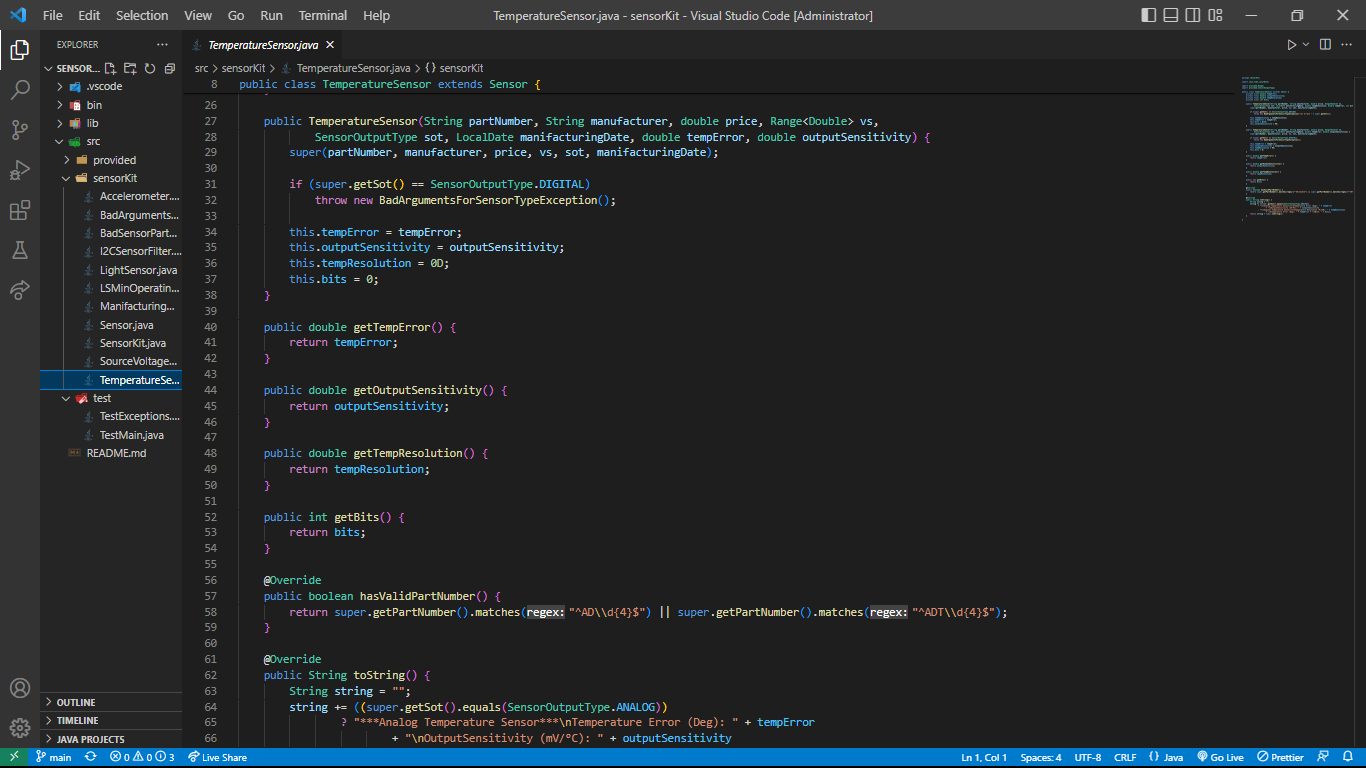 File Edit Selection View Go Run Terminal Help
TemperatureSensor.java - sensorKit - Visual Studio Code [Administrator]
EXPLORER
SENSOR...
.vscode
bin
lib
src
provided
sensorKit
Accelerometer....
BadArguments...
BadSensorPart...
I2CSensorFilter....
LightSensor.java
LSMinOperatin...
Manifacturing...
Sensor.java
SensorKit.java
SourceVoltage...
TemperatureSe...
test
TestExceptions....
TestMain.java
README.md
OUTLINE
TIMELINE
JAVA PROJECTS
TemperatureSensor.java
src > sensorKit > TemperatureSensor.java > {} sensorKit
8 public class TemperatureSensor extends Sensor {
26
27 public TemperatureSensor(String partNumber, String manufacturer, double price, Range<Double> vs,
28 SensorOutputType sot, LocalDate manifacturingDate, double tempError, double outputSensitivity) {
29 super(partNumber, manufacturer, price, vs, sot, manifacturingDate);
30
31 if (super.getSot() == SensorOutputType.DIGITAL)
32 throw new BadArgumentsForSensorTypeException();
33
34 this.tempError = tempError;
35 this.outputSensitivity = outputSensitivity;
36 this.tempResolution = 0D;
37 this.bits = 0;
38 }
39
40 public double getTempError() {
41 return tempError;
42 }
43
44 public double getOutputSensitivity() {
45 return outputSensitivity;
46 }
47
48 public double getTempResolution() {
49 return tempResolution;
50 }
51
52 public int getBits() {
53 return bits;
54 }
55
56 @Override
57 public boolean hasValidPartNumber() {
58 return super.getPartNumber().matches(regex: "^AD\\d{4}$") || super.getPartNumber().matches(regex: "^ADT\\d{4}$");
59 }
60
61 @Override
62 public String toString() {
63 String string = "";
64 string += ((super.getSot().equals(SensorOutputType.ANALOG))
65 ? "***Analog Temperature Sensor***\nTemperature Error (Deg): " + tempError
66 + "\nOutputSensitivity (mV/ºC): " + outputSensitivity
main 0 0 3 Live Share
Ln 1, Col 1 Spaces: 4 UTF-8 CRLF {} Java Go Live Prettier